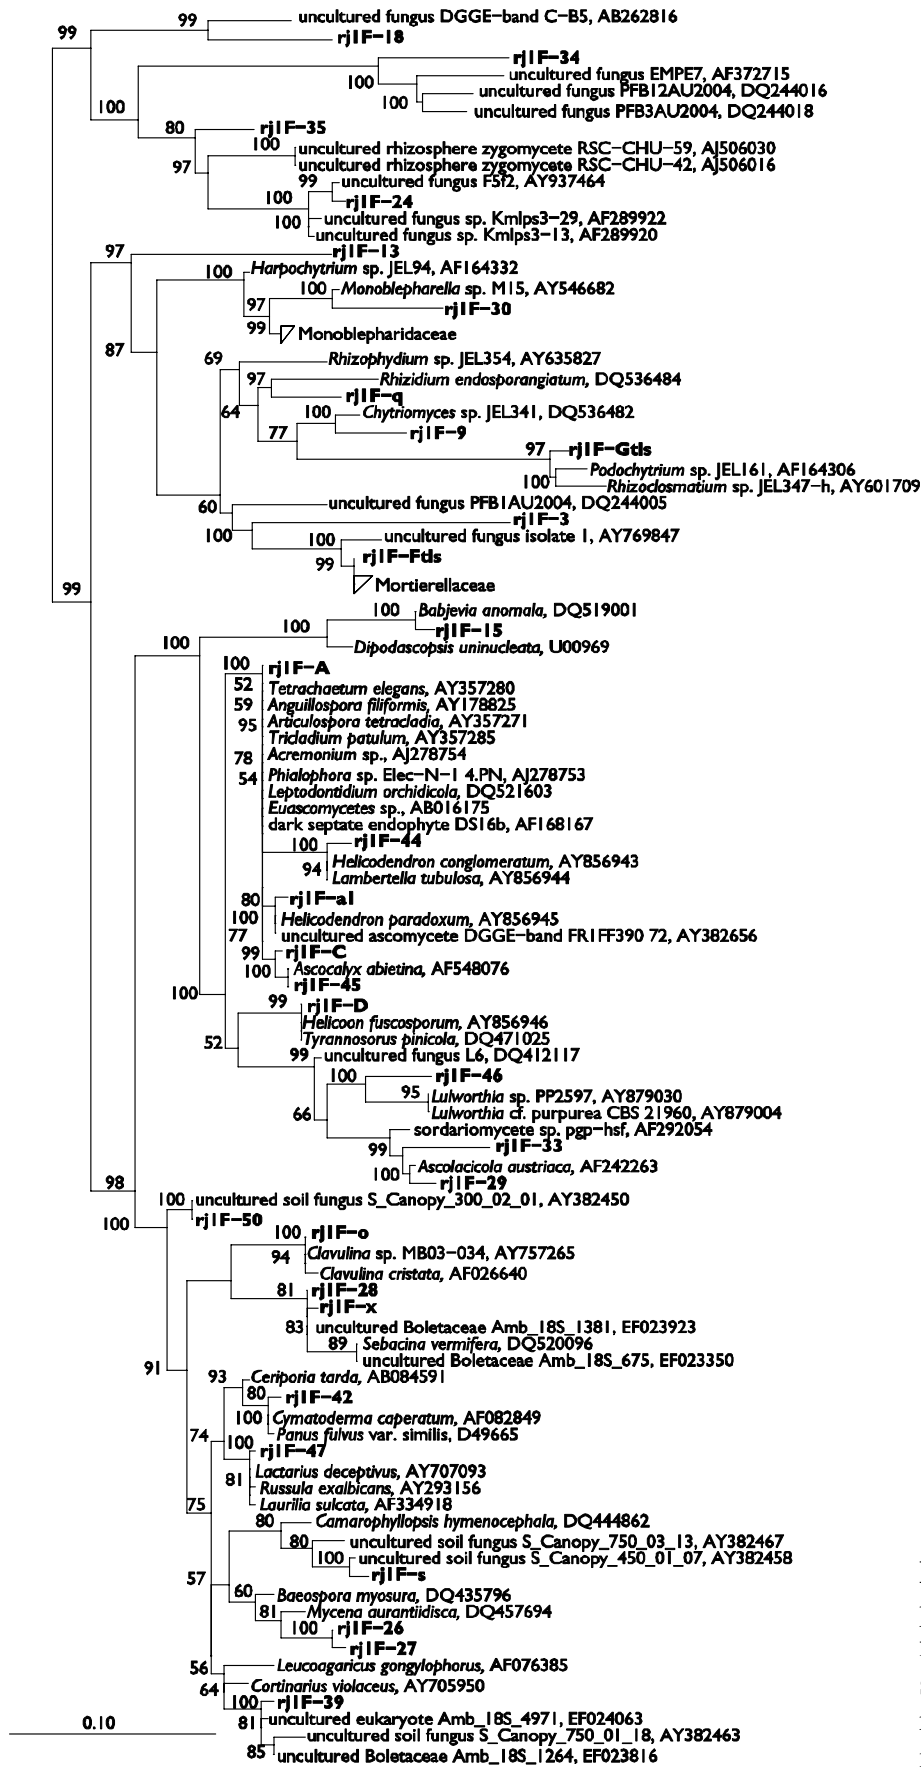 99 uncultured fungus DGGE-band C-B5, AB262816
99
rj1F-18
rj1F-34
uncultured fungus EMPE7, AF372715
100
uncultured fungus PFB12AU2004, DQ244016
100
100
uncultured fungus PFB3AU2004, DQ244018
80 rj1F-35
100 uncultured rhizosphere zygomycete RSC-CHU-59, AJ506030
97 uncultured rhizosphere zygomycete RSC-CHU-42, AJ506016
99 uncultured fungus F5f2, AY937464
100 rj1F-24
100 uncultured fungus sp. Kmlps3-29, AF289922
uncultured fungus sp. Kmlps3-13, AF289920
97 rj1F-13
100 Harpochytrium sp. JEL94, AF164332
100 Monoblepharella sp. M15, AY546682
97 rj1F-30
99 Monoblepharidaceae
87
69 Rhizophydium sp. JEL354, AY635827
97 Rhizidium endosporangiatum, DQ536484
rj1F-q
64 100 Chytriomyces sp. JEL341, DQ536482
77 rj1F-9
97 rj1F-Gtls
Podochytrium sp. JEL161, AF164306
100 Rhizoclosmatium sp. JEL347-h, AY601709
60 uncultured fungus PFB1AU2004, DQ244005
rj1F-3
100 100 uncultured fungus isolate 1, AY769847
rj1F-Ftls
99
Mortierellaceae
99
100 Babjevia anomala, DQ519001
100 rj1F-15
100
Dipodascopsis uninucleata, U00969
100 rj1F-A
52 Tetrachaetum elegans, AY357280
59 Anguillospora filiformis, AY178825
95 Articulospora tetracladia, AY357271
Tricladium patulum, AY357285
78 Acremonium sp., AJ278754
54 Phialophora sp. Elec-N-1 4.PN, AJ278753
Leptodontidium orchidicola, DQ521603
Euascomycetes sp., AB016175
dark septate endophyte DS16b, AF168167
100 rj1F-44
94 Helicodendron conglomeratum, AY856943
Lambertella tubulosa, AY856944
80 rj1F-a1
100 Helicodendron paradoxum, AY856945
77 uncultured ascomycete DGGE-band FR1FF390 72, AY382656
99 rj1F-C
100 Ascocalyx abietina, AF548076
rj1F-45
100 99 rj1F-D
Helicoon fuscosporum, AY856946
52 Tyrannosorus pinicola, DQ471025
99 uncultured fungus L6, DQ412117
100 rj1F-46
95 Lulworthia sp. PP2597, AY879030
66 Lulworthia cf. purpurea CBS 21960, AY879004
sordariomycete sp. pgp-hsf, AF292054
99 rj1F-33
100 Ascolacicola austriaca, AF242263
rj1F-29
98
100 uncultured soil fungus S_Canopy_300_02_01, AY382450
100 rj1F-50
100 rj1F-o
94 Clavulina sp. MB03-034, AY757265
Clavulina cristata, AF026640
81 rj1F-28
rj1F-x
83 uncultured Boletaceae Amb_18S_1381, EF023923
89 Sebacina vermifera, DQ520096
uncultured Boletaceae Amb_18S_675, EF023350
91
93 Ceriporia tarda, AB084591
80 rj1F-42
100 Cymatoderma caperatum, AF082849
74 Panus fulvus var. similis, D49665
100 rj1F-47
81 Lactarius deceptivus, AY707093
Russula exalbicans, AY293156
75 Laurilia sulcata, AF334918
80 Camarophyllopsis hymenocephala, DQ444862
80 uncultured soil fungus S_Canopy_750_03_13, AY382467
100 uncultured soil fungus S_Canopy_450_01_07, AY382458
57 rj1F-s
60 Baeospora myosura, DQ435796
81 Mycena aurantiidisca, DQ457694
100 rj1F-26
rj1F-27
56 Leucoagaricus gongylophorus, AF076385
64 Cortinarius violaceus, AY705950
100 rj1F-39
0.10 81 uncultured eukaryote Amb_18S_4971, EF024063
uncultured soil fungus S_Canopy_750_01_18, AY382463
85 uncultured Boletaceae Amb_18S_1264, EF023816